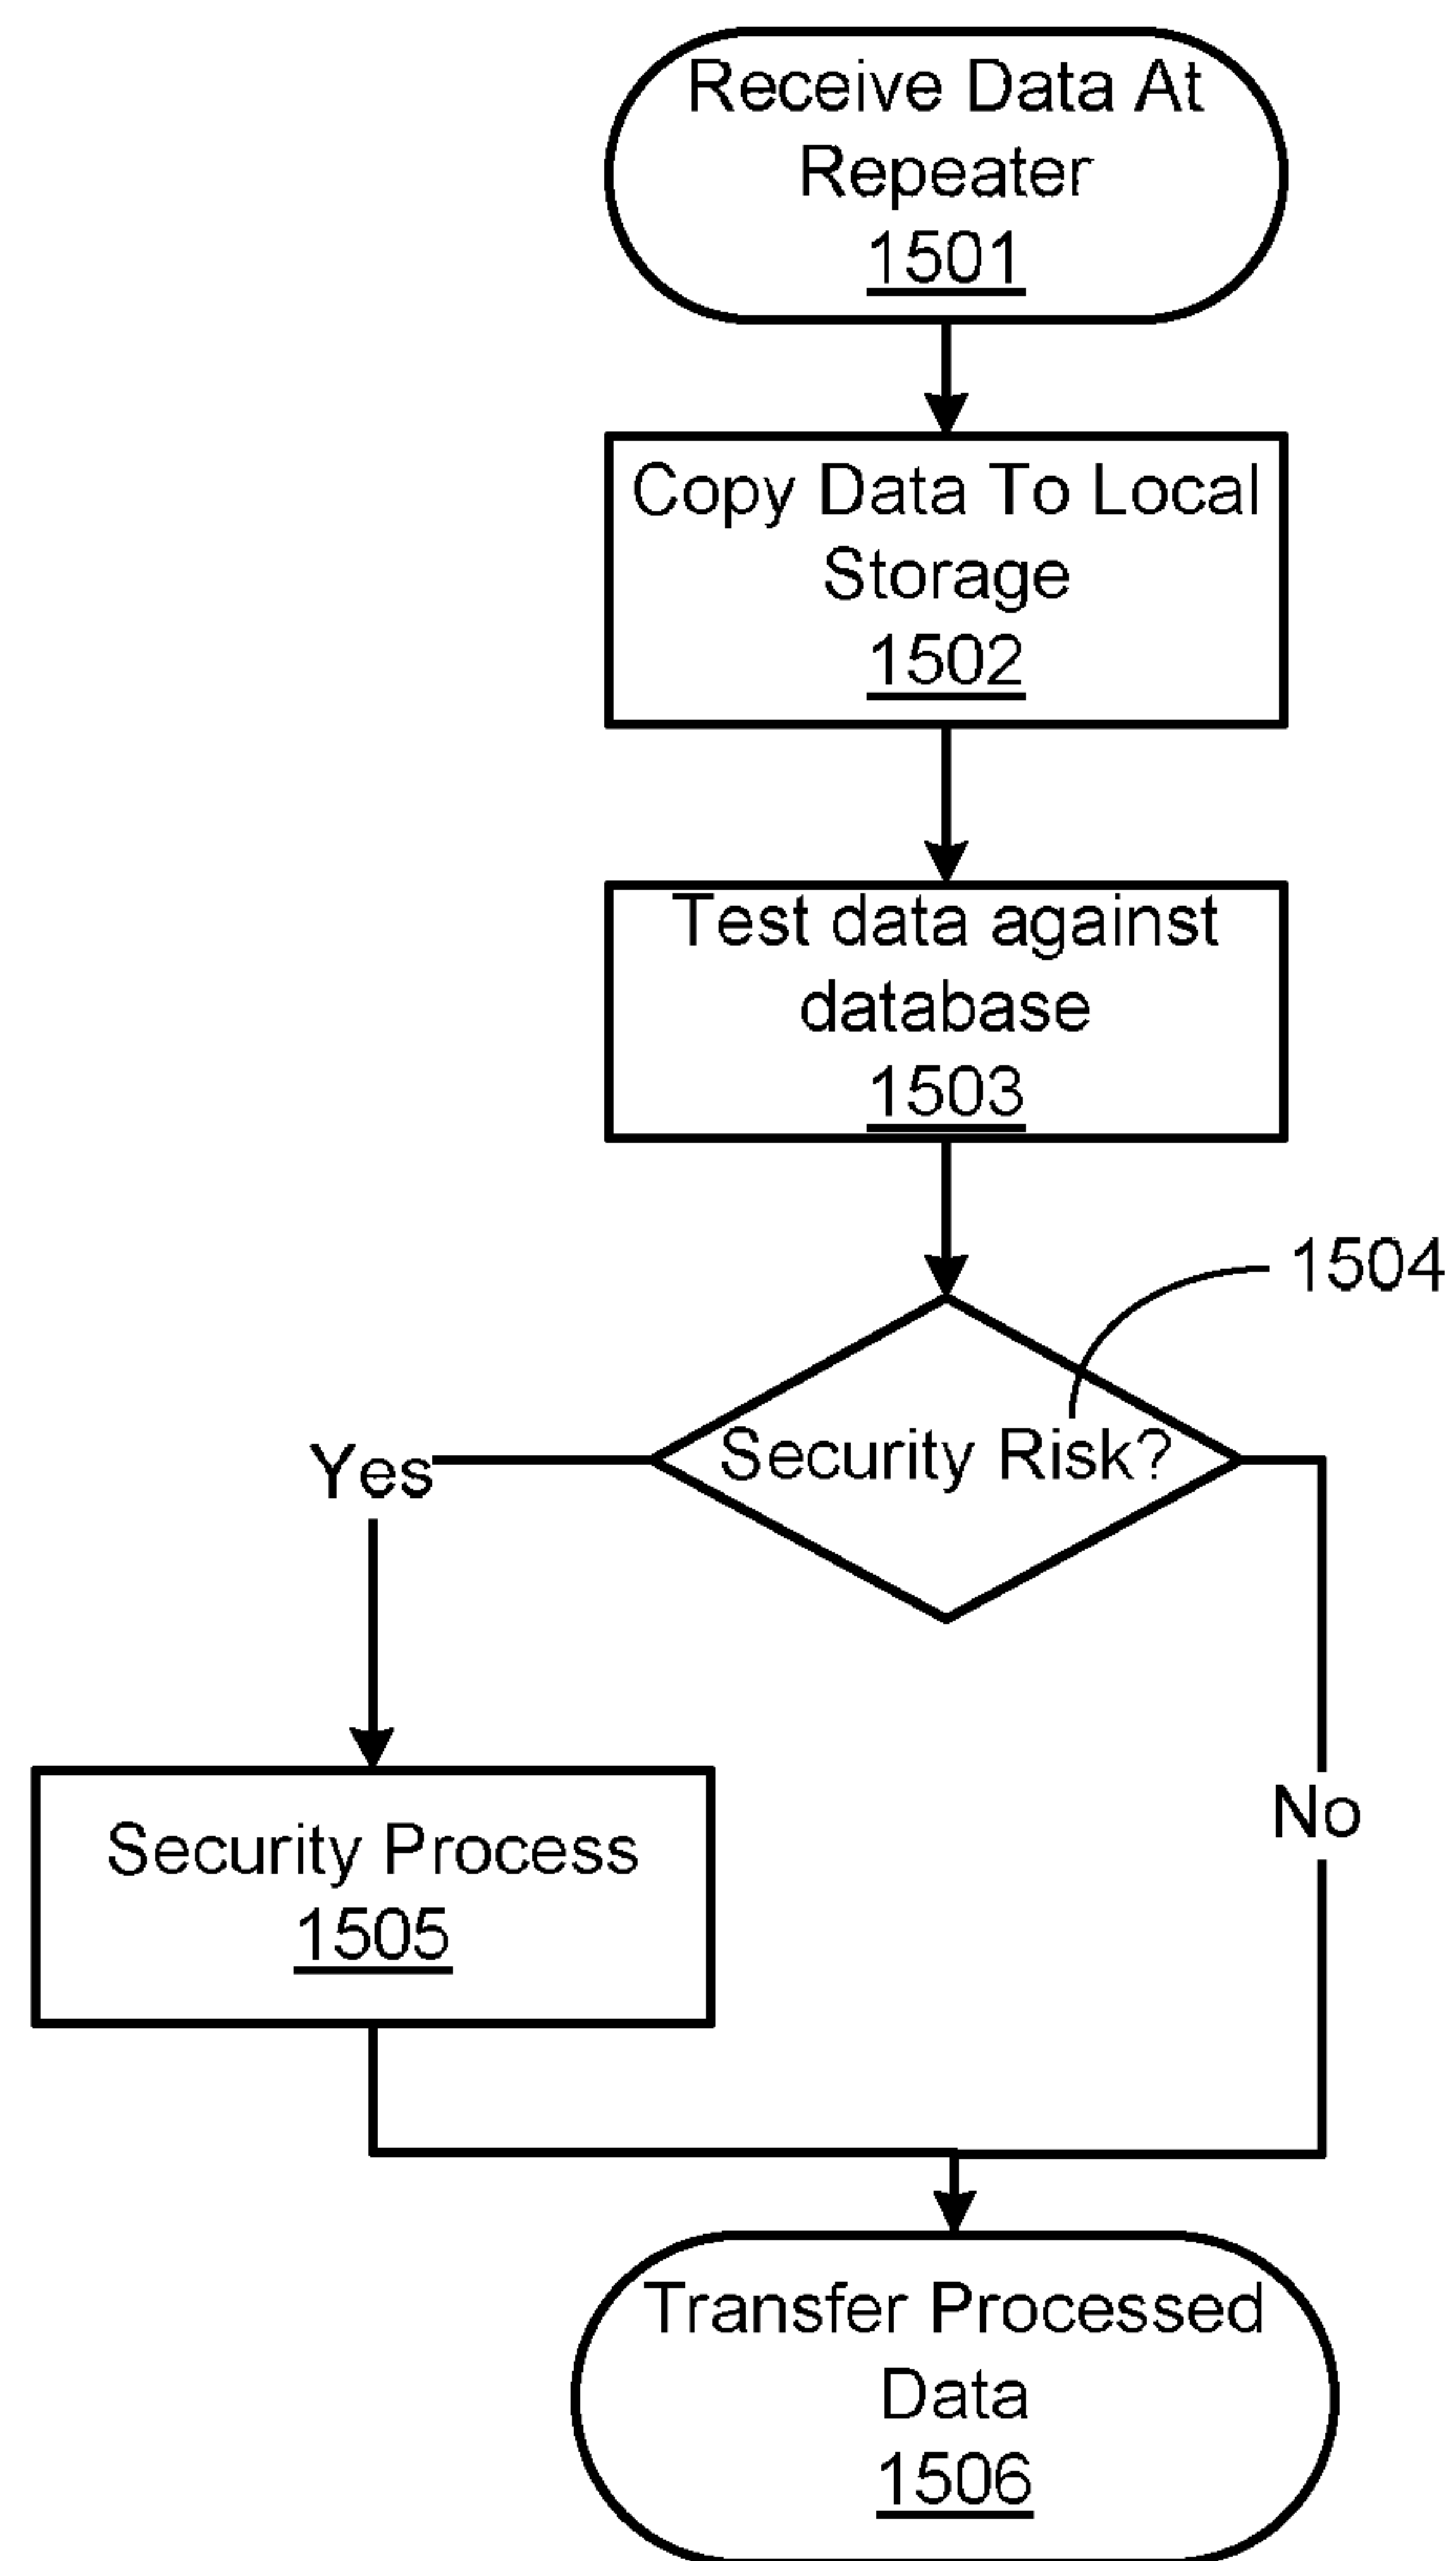 Receive Data At
Repeater
1501
Copy Data To Local
Storage
1502
Test data against
database
1503
1504
Security Risk?
Yes
No
Security Process
1505
Transfer Processed
Data
1506